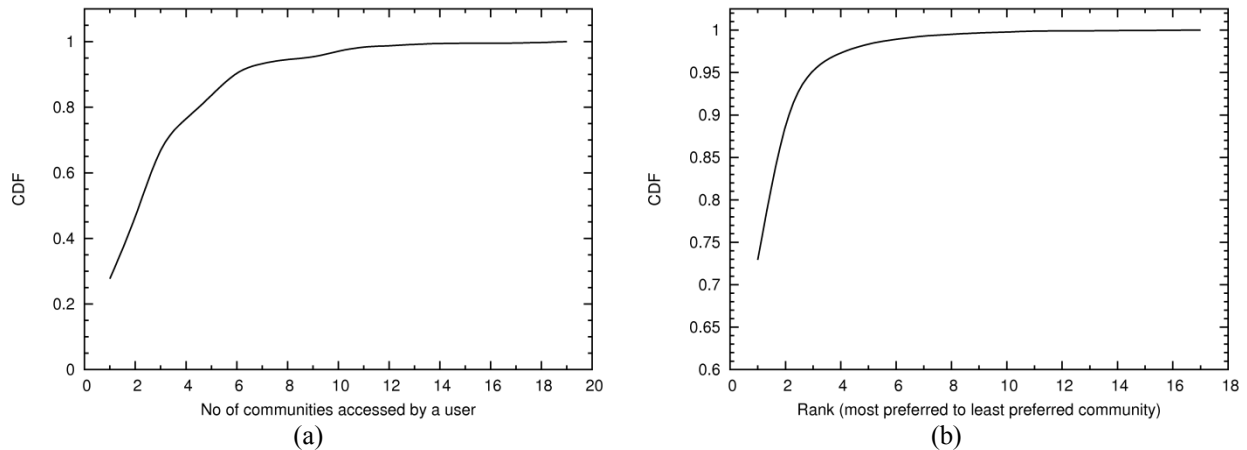 CDF
1
0.8
0.6
0.4
0.2
0
0 2 4 6 8 10 12 14 16 18 20
No of communities accessed by a user
(a)
CDF
1
0.95
0.9
0.85
0.8
0.75
0.7
0.65
0.6
0 2 4 6 8 10 12 14 16 18
Rank (most preferred to least preferred community)
(b)